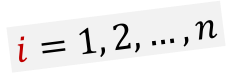 i = 1,2, ... , n